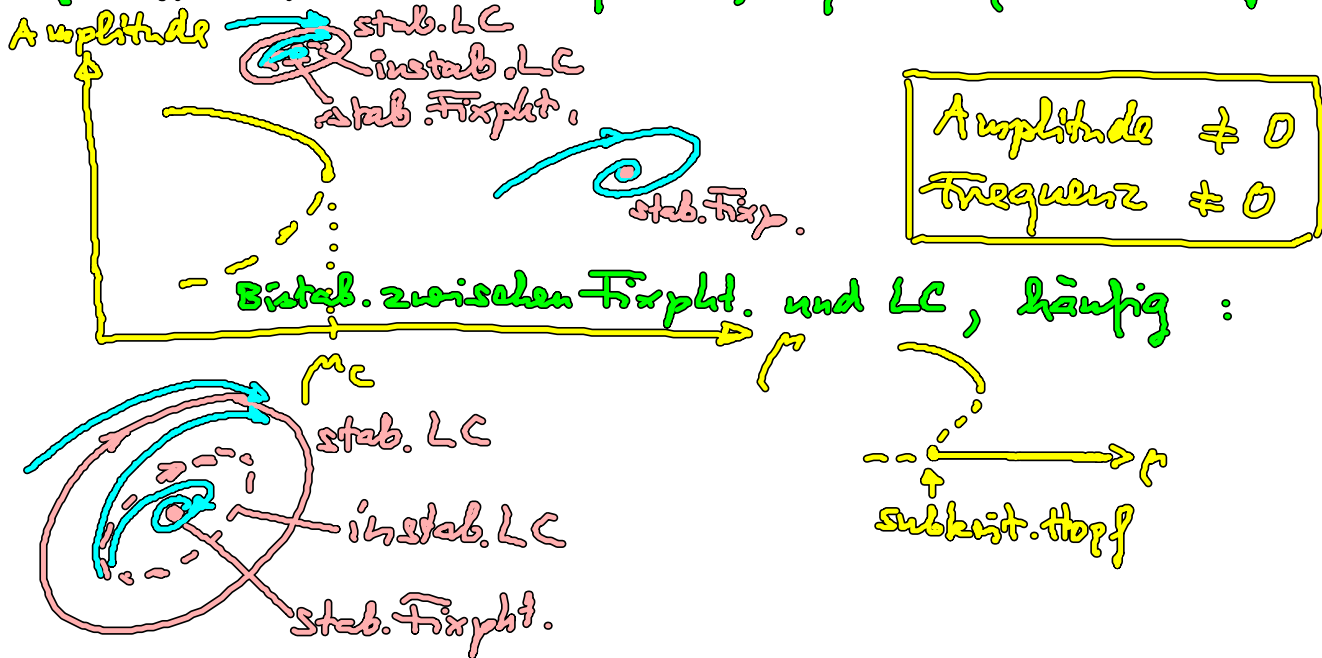 Amplitude
stab. LC
instab. LC
stab. Fixpkt.
Amplitude ≠ 0
Frequenz ≠ 0
stab. Fixp.
Bistab. zwischen Fixpkt. und LC, häufig :
μc
μ
stab. LC
μ
instab. LC
subkrit. Hopf
stab. Fixpkt.